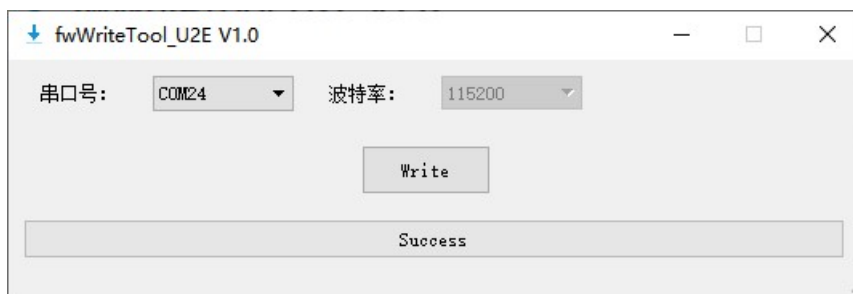 fwWriteTool_U2E V1.0
串口号： COM24 波特率： 115200
Write
Success